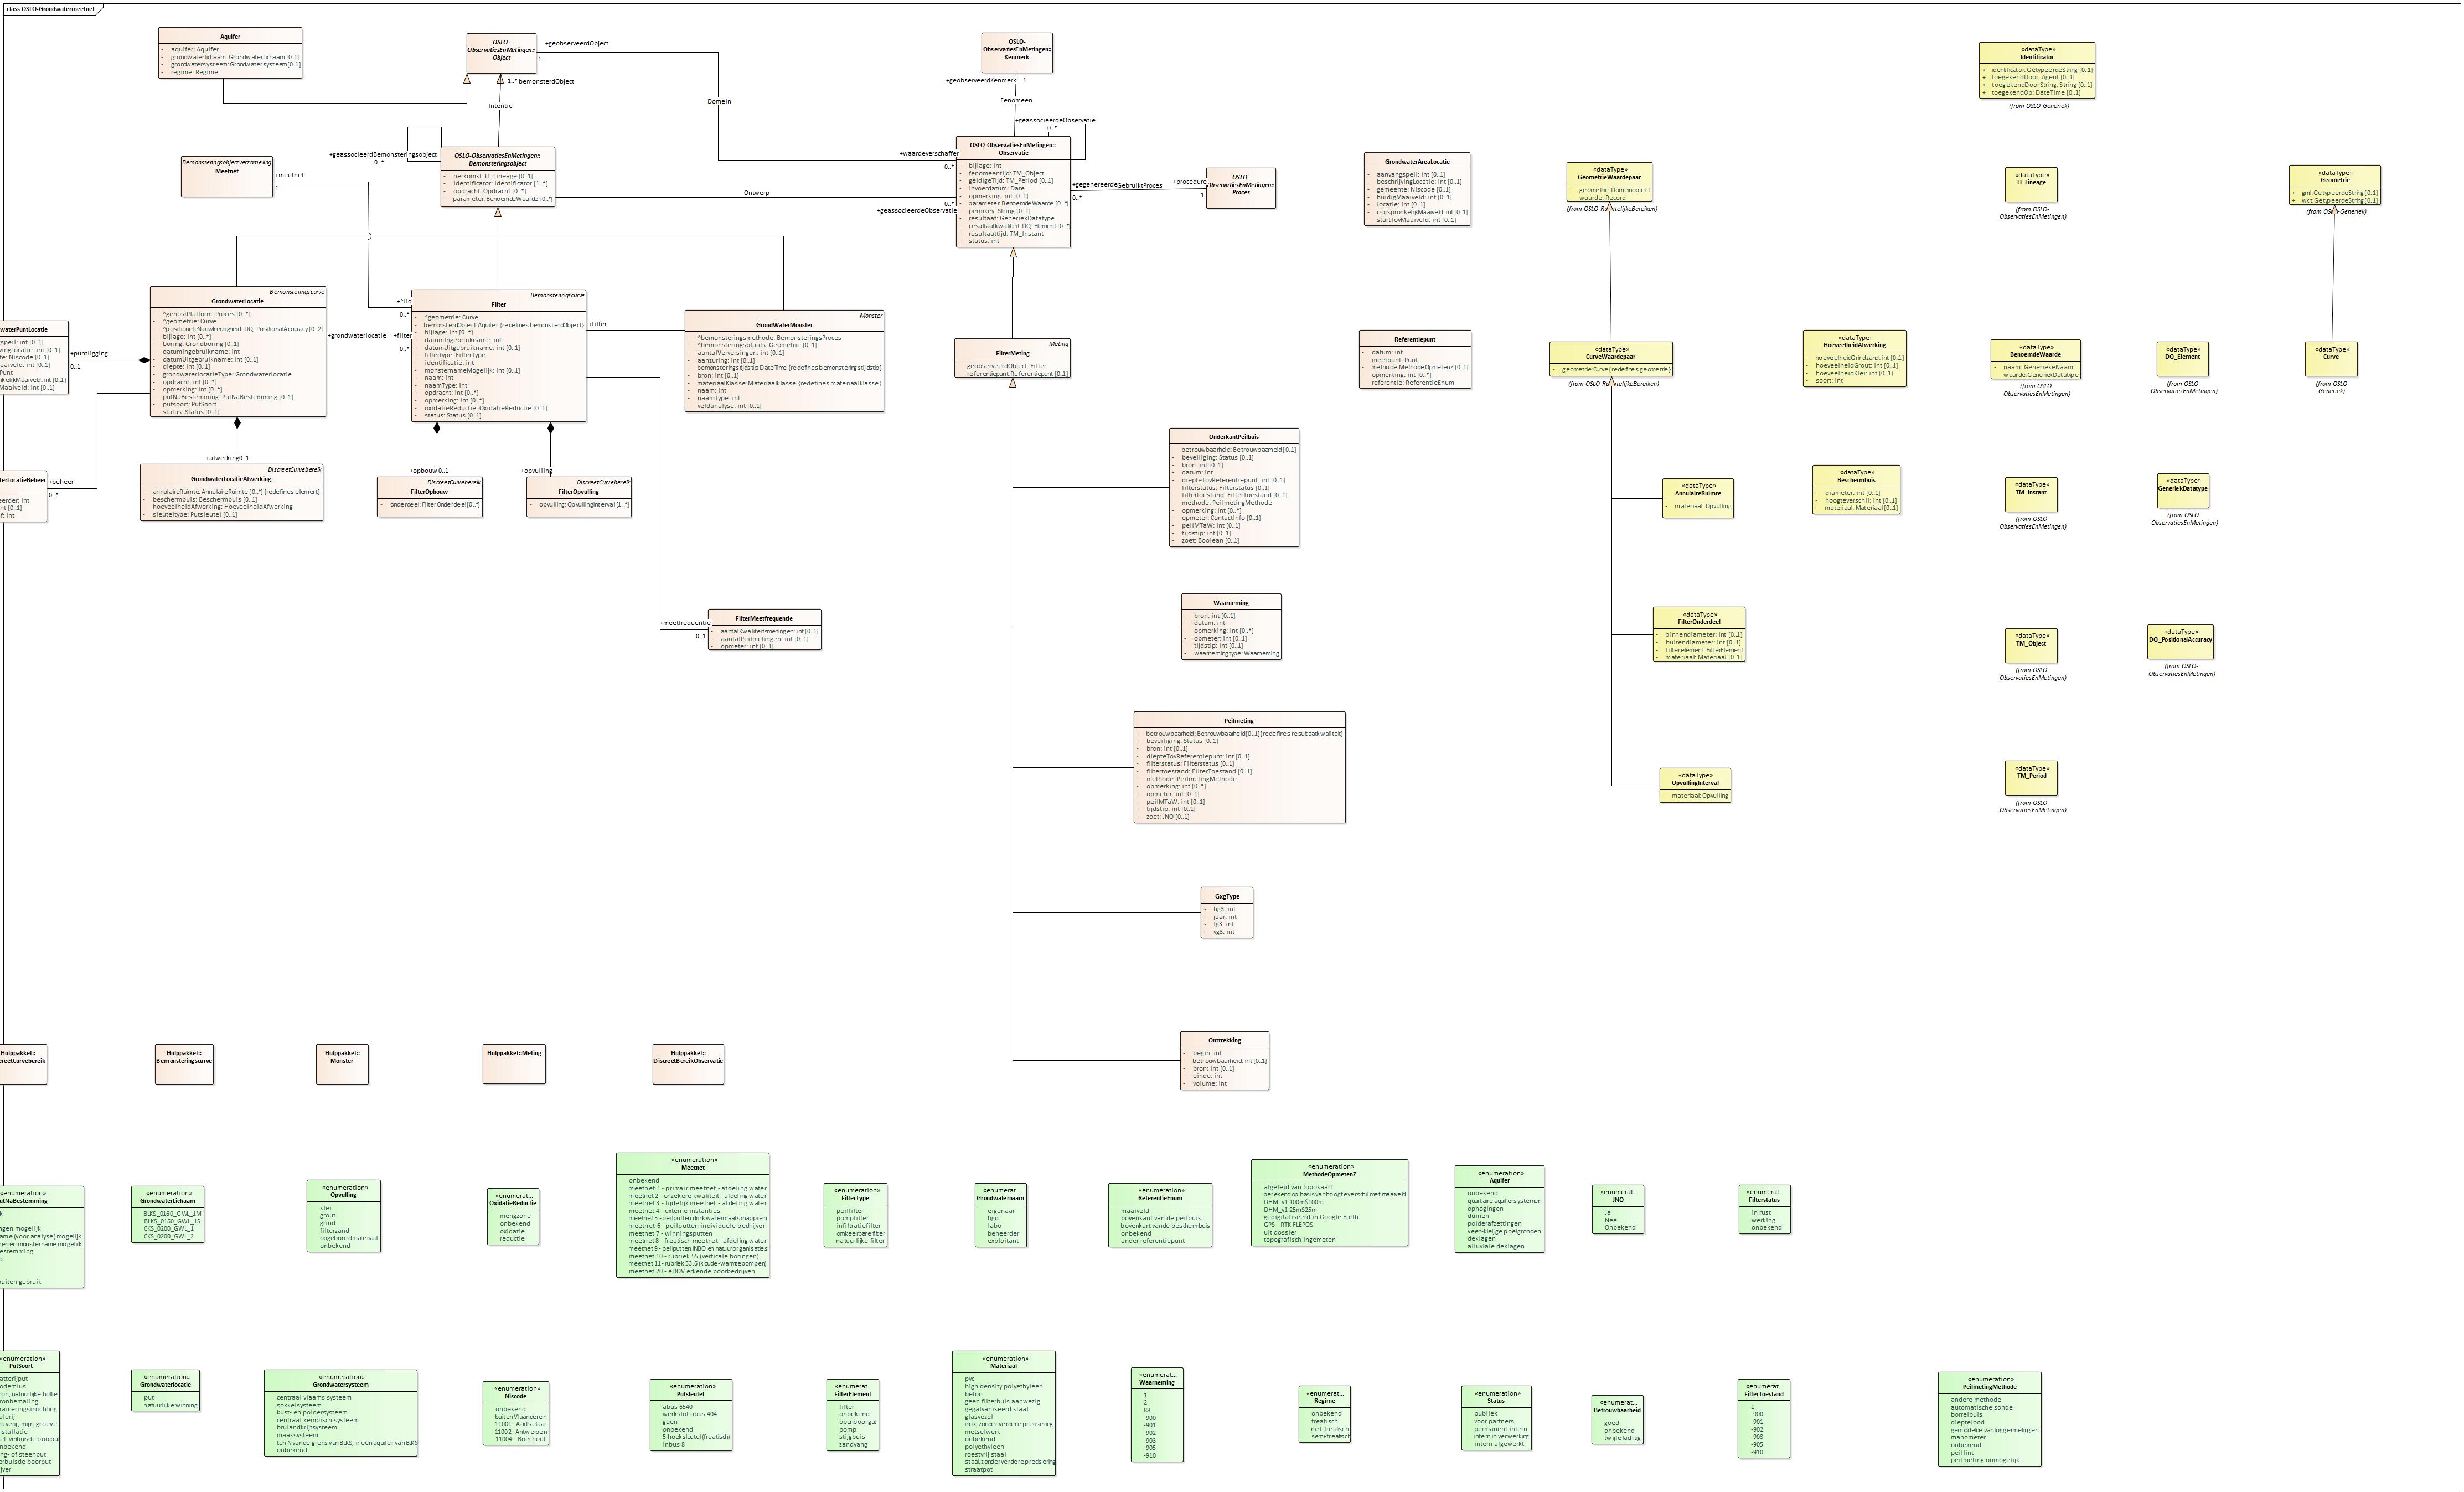 class OSLO-Grondwatermeetnet
Aquifer
- aquifer: Aquifer
- grondwaterlichaam: GrondwaterLichaam [0..1]
- grondwatersysteem: Grondwatersysteem[0..1]
- regime: Regime
OSLO-
ObservatiesEnMetingen::
Object
+geobserveerdObject
1
1..* bemonsterdObject
Intentie
Domein
OSLO-
ObservatiesEnMetingen::
Kenmerk
+geobserveerdKenmerk 1
Fenomeen
+geassocieerdeObservatie
0..*
«dataType»
Identificator
+ identificator: GetypeerdeString [0..1]
+ toegekendDoor: Agent [0..1]
+ toegekendDoorString: String [0..1]
+ toegekendOp: DateTime [0..1]
(from OSLO-Generiek)
Bemonsteringsobjectverzameling
Meetnet
+meetnet
1
+geassocieerdBemonsteringsobject
0..*
OSLO-ObservatiesEnMetingen::
Bemonsteringsobject
- herkomst: LI_Lineage [0..1]
- identificator: Identificator [1..*]
- opdracht: Opdracht [0..*]
- parameter: BenoemdeWaarde [0..*]
Ontwerp
+waardeverschaffer
0..*
0..*
+geassocieerdeObservatie
OSLO-ObservatiesEnMetingen::
Observatie
- bijlage: int
- fenomeentijd: TM_Object
- geldigeTijd: TM_Period [0..1]
- invoerdatum: Date
- opmerking: int [0..1]
- parameter: BenoemdeWaarde [0..*]
- permkey: String [0..1]
- resultaat: GeneriekDatatype
- resultaatkwaliteit: DQ_Element [0..*]
- resultaattijd: TM_Instant
- status: int
+gegenereerdeGebruiktProces
0..*
+procedure
1
OSLO-
ObservatiesEnMetingen::
Proces
GrondwaterAreaLocatie
- aanvangspeil: int [0..1]
- beschrijvingLocatie: int [0..1]
- gemeente: Niscode [0..1]
- huidigMaaiveld: int [0..1]
- locatie: int [0..1]
- oorspronkelijkMaaiveld: int [0..1]
- startTovMaaiveld: int [0..1]
«dataType»
GeometrieWaardepaar
- geometrie: Domeinobject
- waarde: Record
«dataType»
LI_Lineage
(from OSLO-
ObservatiesEnMetingen)
«dataType»
Geometrie
+ gml: GetypeerdeString [0..1]
+ wkt: GetypeerdeString [0..1]
waterPuntLocatie
speil: int [0..1]
vingLocatie: int [0..1]
te: Niscode [0..1]
aaiveld: int [0..1]
Punt
nkelijkMaaiveld: int [0..1]
Maaiveld: int [0..1]
+puntligging
0..1
Bemonsteringscurve
GrondwaterLocatie
- ^gehostPlatform: Proces [0..*]
- ^geometrie: Curve
- ^positioneleNauwkeurigheid: DQ_PositionalAccuracy [0..2]
- bijlage: int [0..*]
- boring: Grondboring [0..1]
- datumIngebruikname: int
- datumUitgebruikname: int [0..1]
- diepte: int [0..1]
- grondwaterlocatieType: Grondwaterlocatie
- opdracht: int [0..*]
- opmerking: int [0..*]
- putNaBestemming: PutNaBestemming [0..1]
- putsoort: PutSoort
- status: Status [0..1]
+grondwaterlocatie
+^lid
0..*
+filter
0..*
Bemonsteringscurve
Filter
- ^geometrie: Curve
- bemonsterdObject: Aquifer {redefines bemonsterdObject}
- bijlage: int [0..*]
- datumIngebruikname: int
- datumUitgebruikname: int [0..1]
- filtertype: FilterType
- identificatie: int
- monsternameMogelijk: int [0..1]
- naam: int
- naamType: int
- opdracht: int [0..*]
- opmerking: int [0..*]
- oxidatieReductie: OxidatieReductie [0..1]
- status: Status [0..1]
+filter
Monster
GrondWaterMonster
- ^bemonsteringsmethode: BemonsteringsProces
- ^bemonsteringsplaats: Geometrie [0..1]
- aantalVerversingen: int [0..1]
- aanzuring: int [0..1]
- bemonsteringstijdstip: DateTime {redefines bemonsteringstijdstip}
- bron: int [0..1]
- materiaalKlasse: Materiaalklasse {redefines materiaalklasse}
- naam: int
- naamType: int
- veldanalyse: int [0..1]
Meting
FilterMeting
- geobserveerdObject: Filter
- referentiepunt: Referentiepunt [0..1]
Referentiepunt
- datum: int
- meetpunt: Punt
- methode: MethodeOpmetenZ [0..1]
- opmerking: int [0..*]
- referentie: ReferentieEnum
«dataType»
CurveWaardepaar
- geometrie: Curve {redefines geometrie}
«dataType»
HoeveelheidAfwerking
- hoeveelheidGrindzand: int [0..1]
- hoeveelheidGrout: int [0..1]
- hoeveelheidKlei: int [0..1]
- soort: int
«dataType»
BenoemdeWaarde
- naam: GeneriekeNaam
- waarde: GeneriekDatatype
(from OSLO-
ObservatiesEnMetingen)
«dataType»
DQ_Element
(from OSLO-
ObservatiesEnMetingen)
«dataType»
Curve
(from OSLO-
Generiek)
terLocatieBeheer
eerder: int
nt [0..1]
f: int
+beheer
0..*
+afwerking0..1
DiscreetCurvebereik
GrondwaterLocatieAfwerking
- annulaireRuimte: AnnulaireRuimte [0..*] {redefines element}
- beschermbuis: Beschermbuis [0..1]
- hoeveelheidAfwerking: HoeveelheidAfwerking
- sleuteltype: Putsleutel [0..1]
+opbouw 0..1
DiscreetCurvebereik
FilterOpbouw
- onderdeel: FilterOnderdeel [0..*]
+opvulling
DiscreetCurvebereik
FilterOpvulling
- opvulling: OpvullingInterval [1..*]
OnderkantPeilbuis
- betrouwbaarheid: Betrouwbaarheid [0..1]
- beveiliging: Status [0..1]
- bron: int [0..1]
- datum: int
- diepteTovReferentiepunt: int [0..1]
- filterstatus: Filterstatus [0..1]
- filtertoestand: FilterToestand [0..1]
- methode: PeilmetingMethode
- opmerking: int [0..*]
- opmeter: ContactInfo [0..1]
- peilMTaW: int [0..1]
- tijdstip: int [0..1]
- zoet: Boolean [0..1]
«dataType»
AnnulaireRuimte
- materiaal: Opvulling
«dataType»
Beschermbuis
- diameter: int [0..1]
- hoogteverschil: int [0..1]
- materiaal: Materiaal [0..1]
«dataType»
TM_Instant
(from OSLO-
ObservatiesEnMetingen)
«dataType»
GeneriekDatatype
(from OSLO-
ObservatiesEnMetingen)
+meetfrequentie
0..1
FilterMeetfrequentie
- aantalKwaliteitsmetingen: int [0..1]
- aantalPeilmetingen: int [0..1]
- opmeter: int [0..1]
Waarneming
- bron: int [0..1]
- datum: int
- opmerking: int [0..*]
- opmeter: int [0..1]
- tijdstip: int [0..1]
- waarnemingtype: Waarneming
«dataType»
FilterOnderdeel
- binnendiameter: int [0..1]
- buitendiameter: int [0..1]
- filterelement: FilterElement
- materiaal: Materiaal [0..1]
«dataType»
TM_Object
(from OSLO-
ObservatiesEnMetingen)
«dataType»
DQ_PositionalAccuracy
(from OSLO-
ObservatiesEnMetingen)
Peilmeting
- betrouwbaarheid: Betrouwbaarheid [0..1] {redefines resultaatkwaliteit}
- beveiliging: Status [0..1]
- bron: int [0..1]
- diepteTovReferentiepunt: int [0..1]
- filterstatus: Filterstatus [0..1]
- filtertoestand: FilterToestand [0..1]
- methode: PeilmetingMethode
- opmerking: int [0..*]
- opmeter: int [0..1]
- peilMTaW: int [0..1]
- tijdstip: int [0..1]
- zoet: JNO [0..1]
«dataType»
OpvullingInterval
- materiaal: Opvulling
«dataType»
TM_Period
(from OSLO-
ObservatiesEnMetingen)
GxgType
- hg3: int
- jaar: int
- lg3: int
- vg3: int
Onttrekking
- begin: int
- betrouwbaarheid: int [0..1]
- bron: int [0..1]
- einde: int
- volume: int
Hulppakket::
creetCurvebereik
Hulppakket::
Bemonsteringscurve
Hulppakket::
Monster
Hulppakket::Meting
Hulppakket::
DiscreetBereikObservatie
«enumeration»
utNaBestemming
k
ngen mogelijk
ame (voor analyse) mogelijk
gen en monstername mogelijk
estemming
d
uiten gebruik
«enumeration»
GrondwaterLichaam
BLKS_0160_GWL_1M
BLKS_0160_GWL_1S
CKS_0200_GWL_1
CKS_0200_GWL_2
«enumeration»
Opvulling
klei
grout
grind
filterzand
opgeboordmateriaal
onbekend
«enumerat...
OxidatieReductie
mengzone
onbekend
oxidatie
reductie
«enumeration»
Meetnet
onbekend
meetnet 1 - primair meetnet - afdeling water
meetnet 2 - onzekere kwaliteit - afdeling water
meetnet 3 - tijdelijk meetnet - afdeling water
meetnet 4 - externe instanties
meetnet 5 - peilputten drinkwatermaatschappijen
meetnet 6 - peilputten individuele bedrijven
meetnet 7 - winningsputten
meetnet 8 - freatisch meetnet - afdeling water
meetnet 9 - peilputten INBO en natuurorganisaties
meetnet 10 - rubriek 55 (verticale boringen)
meetnet 11 - rubriek 53.6 (koude-warmtepompen)
meetnet 20 - eDOV erkende boorbedrijven
«enumeration»
FilterType
peilfilter
pompfilter
infiltratiefilter
omkeerbare filter
natuurlijke filter
«enumerat...
Grondwaternaam
eigenaar
bgd
labo
beheerder
exploitant
«enumeration»
ReferentieEnum
maaiveld
bovenkant van de peilbuis
bovenkant van de beschermbuis
onbekend
ander referentiepunt
«enumeration»
MethodeOpmetenZ
afgeleid van topokaart
berekend op basis van hoogteverschil met maaiveld
DHM_v1 100mS100m
DHM_v1 25mS25m
gedigitaliseerd in Google Earth
GPS - RTK FLEPOS
uit dossier
topografisch ingemeten
«enumeration»
Aquifer
onbekend
quartaire aquifersystemen
ophogingen
duinen
polderafzettingen
veen-kleiige poelgronden
deklagen
alluviale deklagen
«enumerat...
JNO
Ja
Nee
Onbekend
«enumerat...
Filterstatus
in rust
werking
onbekend
«enumeration»
PutSoort
atterijput
odemlus
ron, natuurlijke holte
ronbemaling
raineringsinrichting
alerij
raverij, mijn, groeve
nstallatie
iet-verbuisde boorput
nbekend
ing- of steenput
erbuisde boorput
ijver
«enumeration»
Grondwaterlocatie
put
natuurlijke winning
«enumeration»
Grondwatersysteem
centraal vlaams systeem
sokkelsysteem
kust- en poldersysteem
centraal kempisch systeem
brulandkrijtsysteem
maassysteem
ten N vande grens van BLKS, in een aquifer van BLKS
onbekend
«enumerat...
Niscode
onbekend
buiten Vlaanderen
11001 - Aartselaar
11002 - Antwerpen
11004 - Boechout
«enumeration»
Putsleutel
abus 6540
werkslot abus 404
geen
onbekend
5-hoeksleutel (freatisch)
inbus 8
«enumerat...
FilterElement
filter
onbekend
openboorgat
pomp
stijgbuis
zandvang
«enumeration»
Materiaal
pvc
high density polyethyleen
beton
geen filterbuis aanwezig
gegalvaniseerd staal
glasvezel
inox, zonder verdere precisering
metselwerk
onbekend
polyethyleen
roestvrij staal
staal, zonder verdere precisering
straatpot
«enumerat...
Waarneming
1
2
88
-900
-901
-902
-903
-905
-910
«enumerat...
Regime
onbekend
freatisch
niet-freatisch
semi-freatisch
«enumeration»
Status
publiek
voor partners
permanent intern
intern in verwerking
intern afgewerkt
«enumerat...
Betrouwbaarheid
goed
onbekend
twijfelachtig
«enumerat...
FilterToestand
1
-900
-901
-902
-903
-905
-910
«enumeration»
PeilmetingMethode
andere methode
automatische sonde
borrelbuis
dieptelood
gemiddelde van loggermetingen
manometer
onbekend
peillint
peilmeting onmogelijk